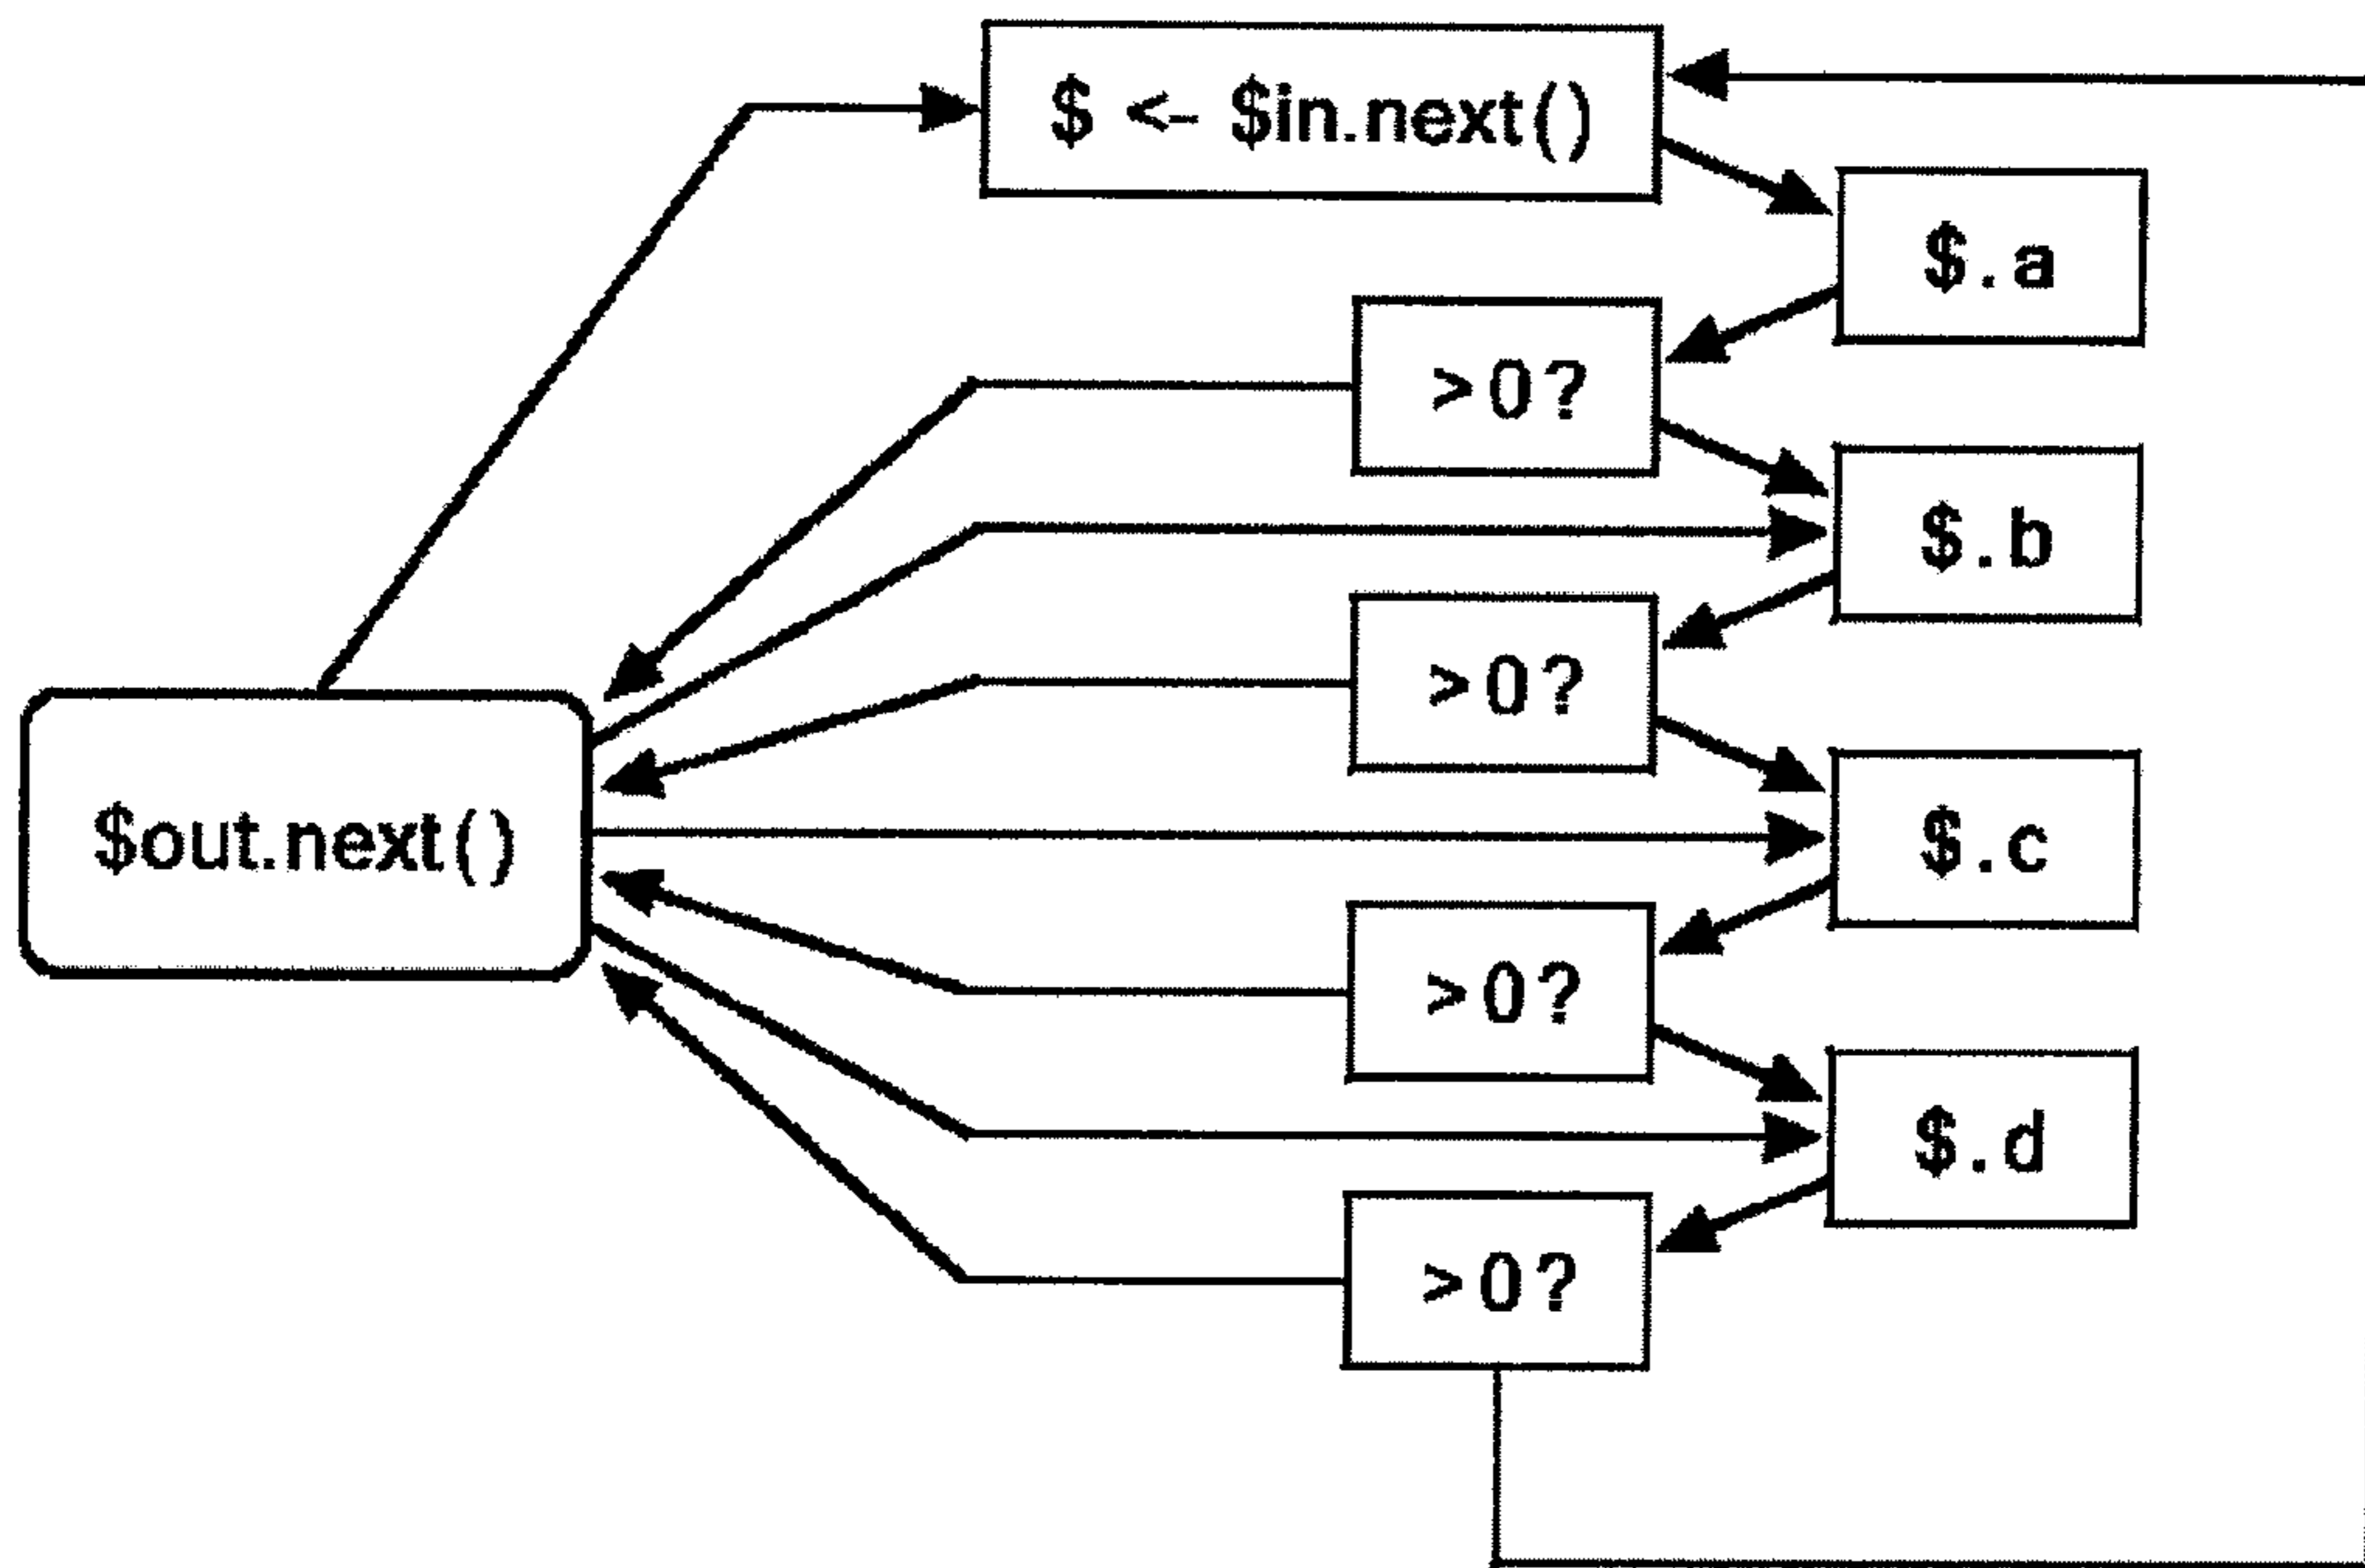 $ <- $in.next()
$.a
>0?
$.b
>0?
$out.next()
$.c
>0?
$.d
>0?